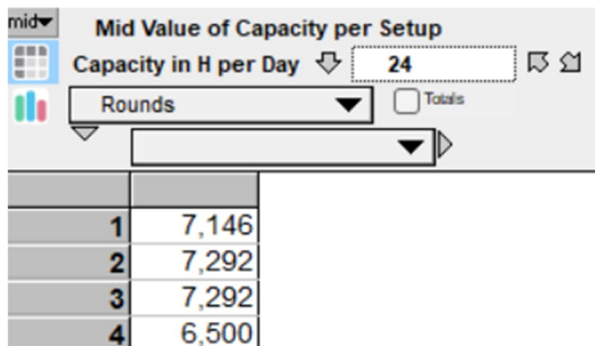 mid
Mid Value of Capacity per Setup
Capacity in H per Day 24
Rounds Totals
1 7,146
2 7,292
3 7,292
4 6,500